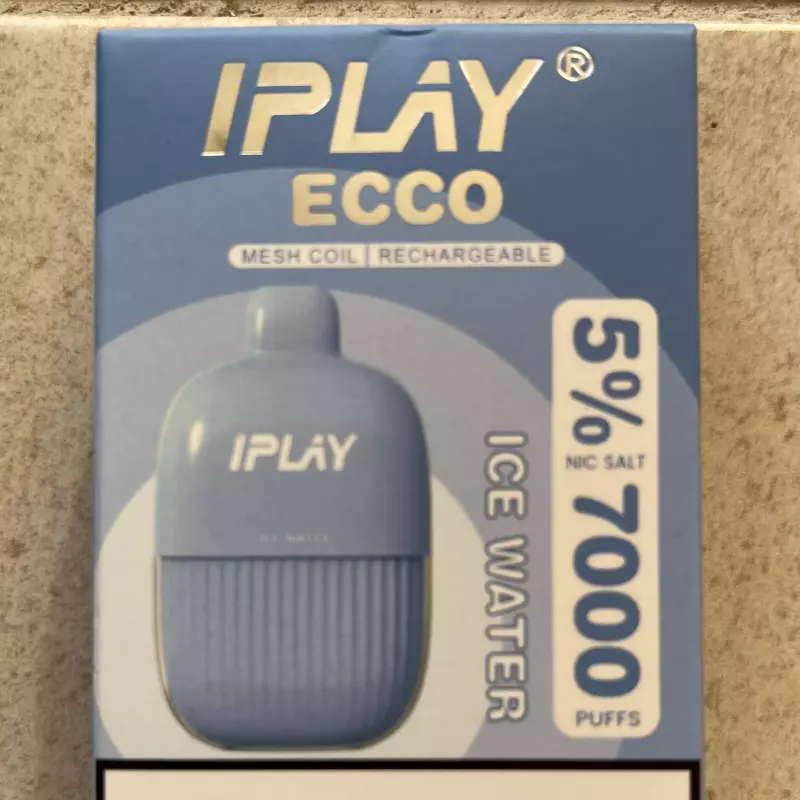 IPLAY®
ECCO
MESH COIL | RECHARGEABLE
IPLAY
ICE WATER
5%
NIC SALT
7000
PUFFS